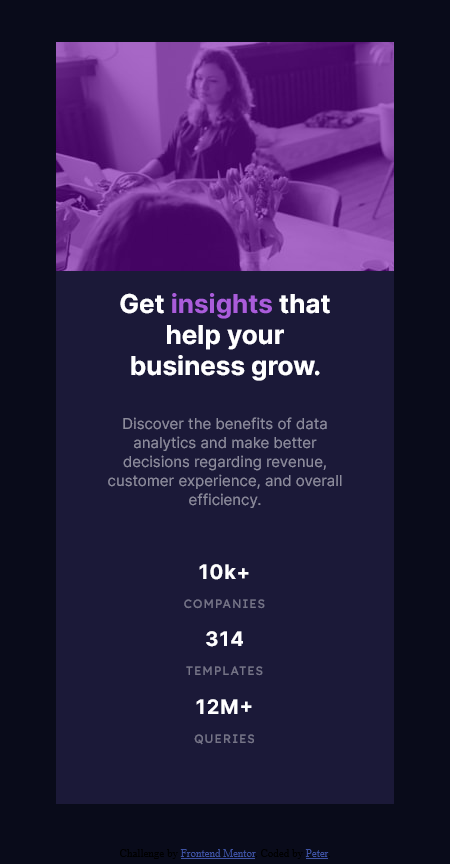 Get insights that
help your
business grow.
Discover the benefits of data
analytics and make better
decisions regarding revenue,
customer experience, and overall
efficiency.
10k+
COMPANIES
314
TEMPLATES
12M+
QUERIES
Challenge by Frontend Mentor. Coded by Peter